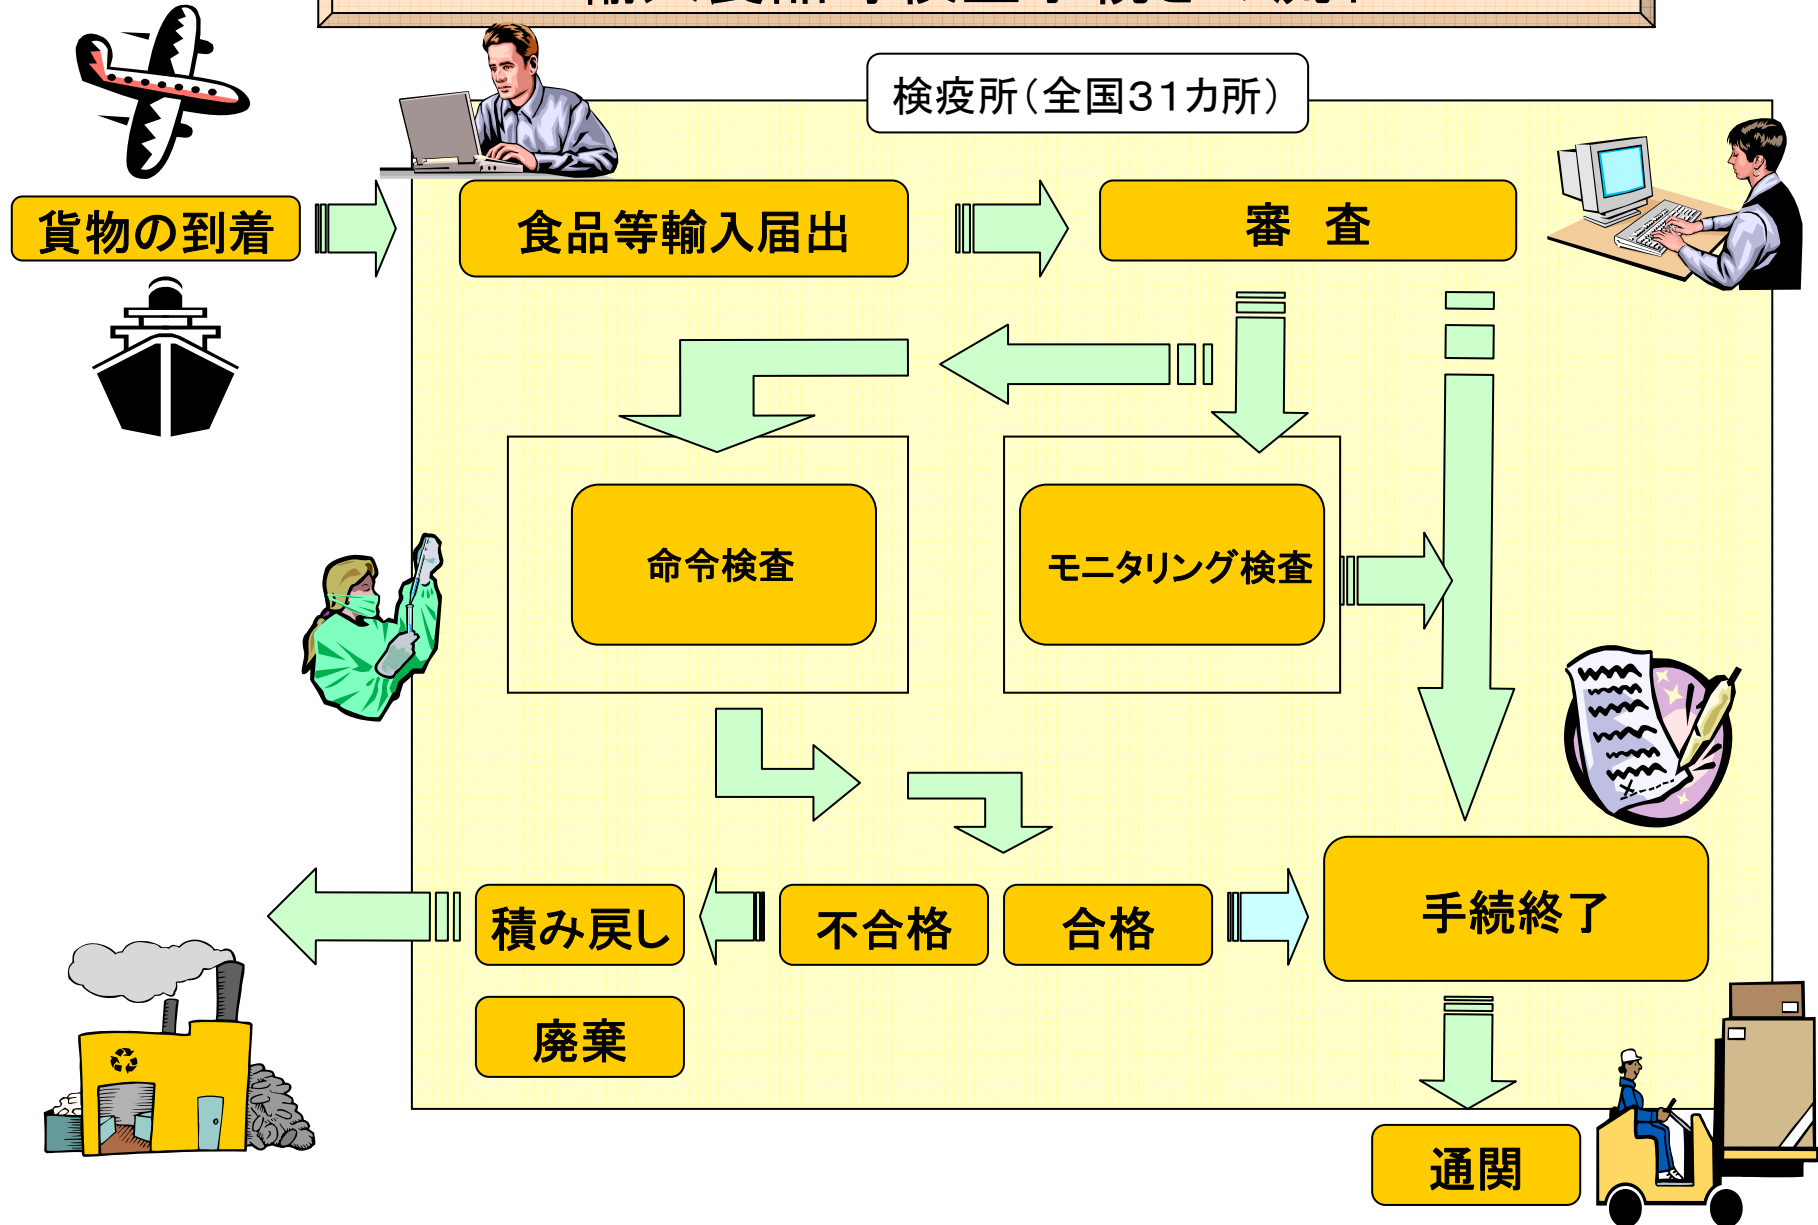 検疫所(全国31カ所)
貨物の到着
食品等輸入届出
審 査
命令検査
モニタリング検査
積み戻し
不合格
合格
手続終了
廃棄
通関